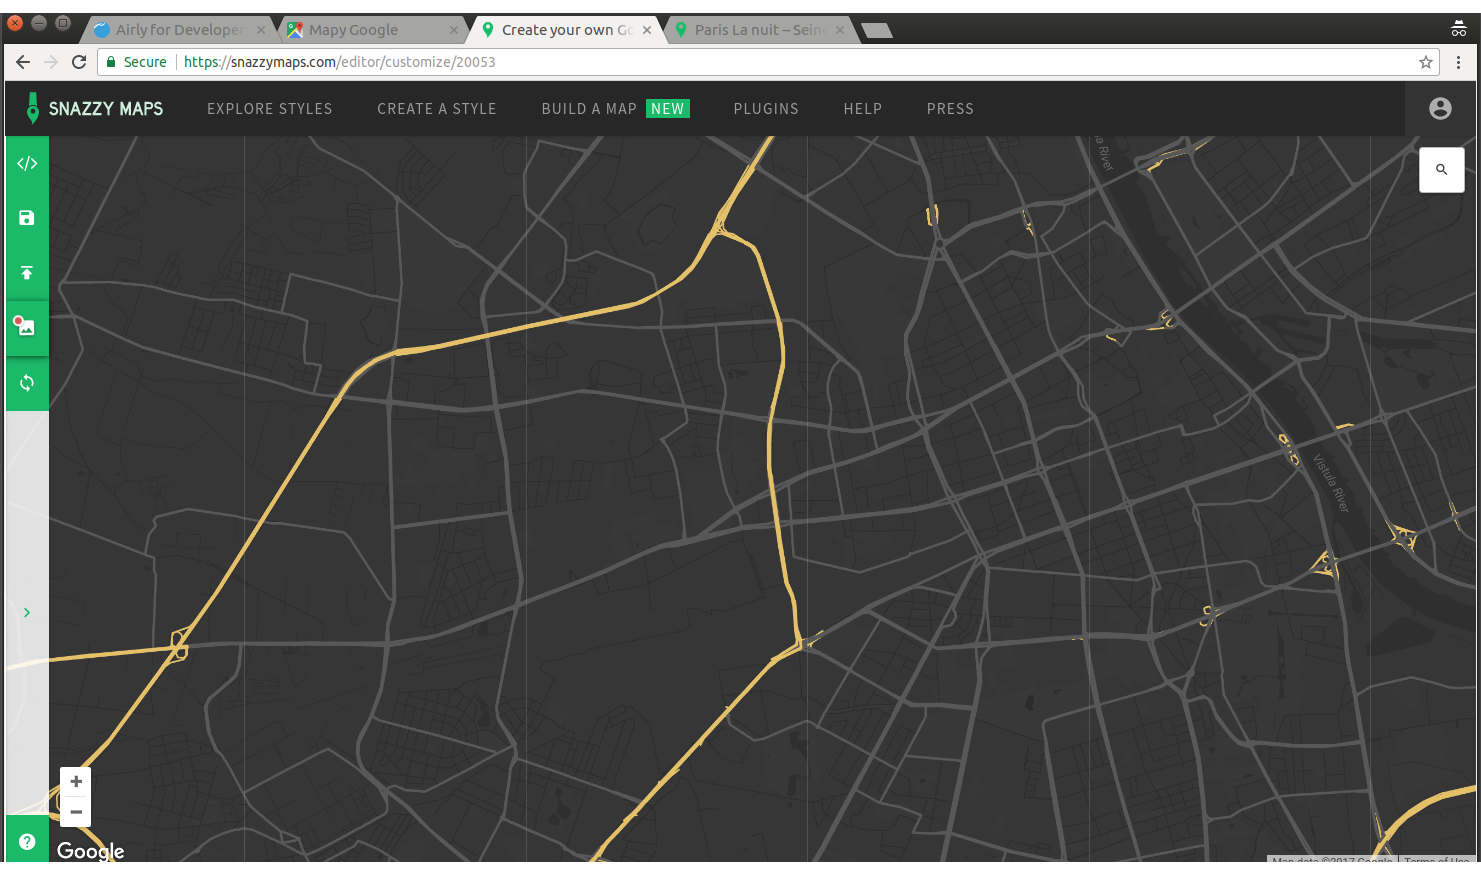 Airly for Developer
Mapy Google
Create your own Go
Paris La nuit – Sein
Secure
https://snazzymaps.com/editor/customize/20053
SNAZZY MAPS
EXPLORE STYLES
CREATE A STYLE
BUILD A MAP NEW
PLUGINS
HELP
PRESS
</>
a River
Vistula River
Google
Map data ©2017 Google
Terms of Use